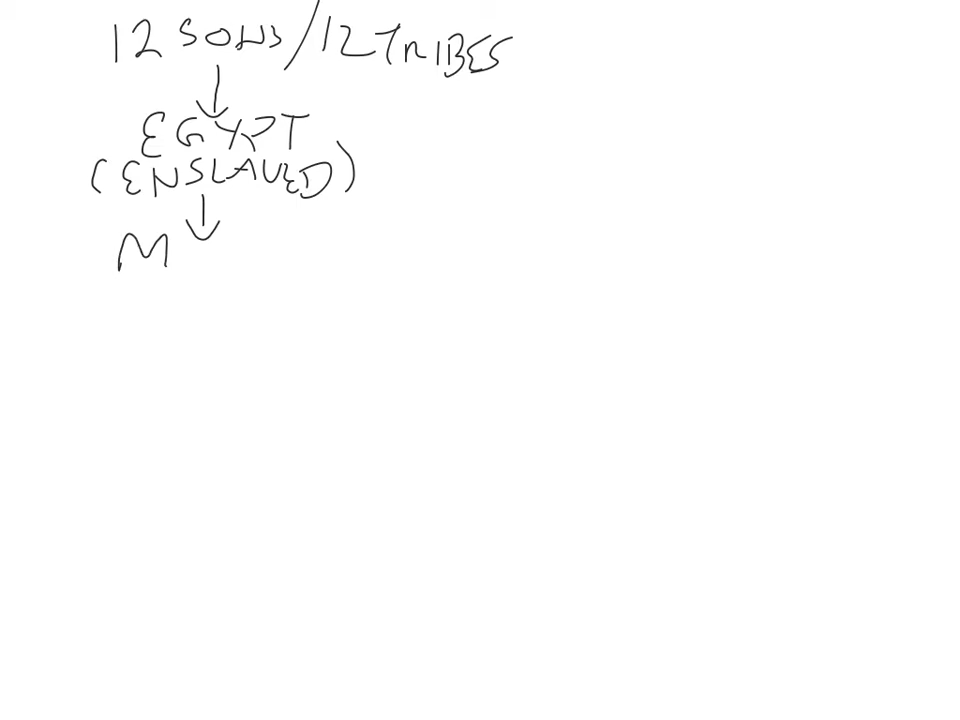 12 SONS/12 TRIBES
↓
EGYPT
(ENSLAVED)
↓
M